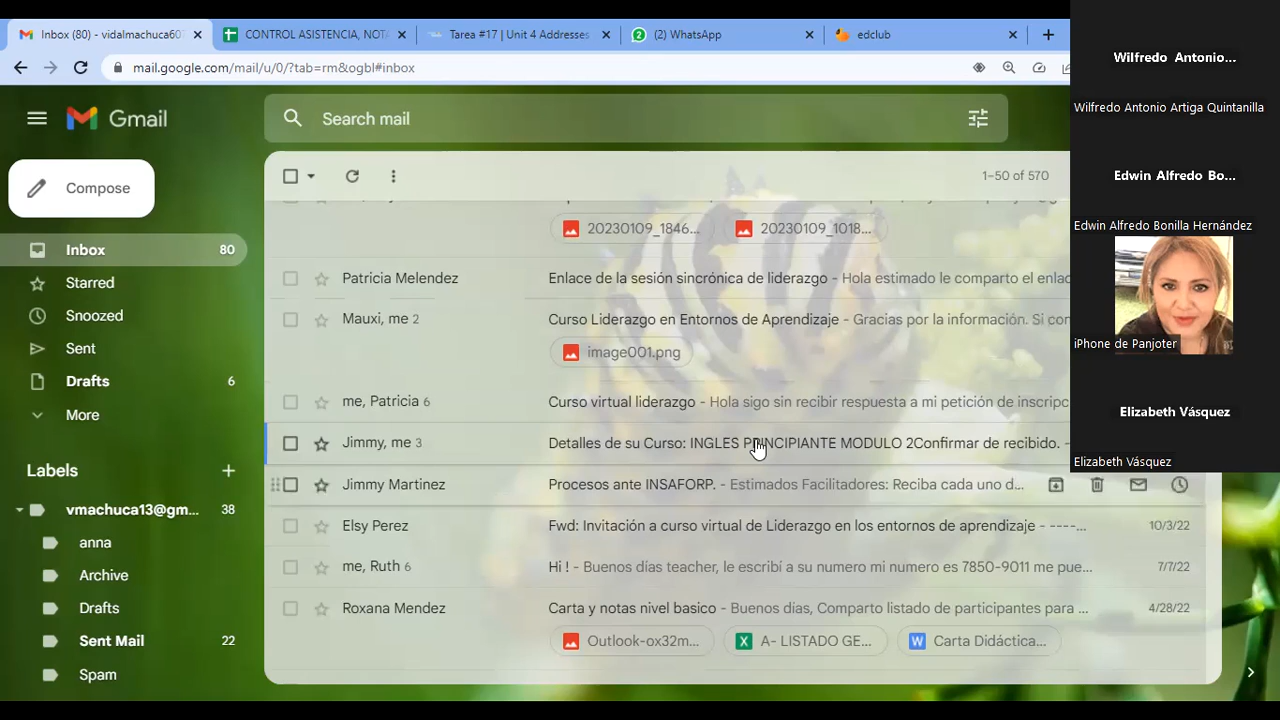 Inbox (80) - vidalmachuca60
CONTROL ASISTENCIA, NOTA
Tarea #17 | Unit 4 Addresses
(2) WhatsApp
edclub
mail.google.com/mail/u/0/?tab=rm&ogbl#inbox
Gmail
Search mail
Compose
1–50 of 570
Inbox 80
Starred
Snoozed
Sent
Drafts 6
More
Labels
vmachuca13@gm... 38
anna
Archive
Drafts
Sent Mail 22
Spam
20230109_1846... 20230109_1018...
Patricia Melendez Enlace de la sesión sincrónica de liderazgo - Hola estimado le comparto el enlac
Mauxi, me 2 Curso Liderazgo en Entornos de Aprendizaje - Gracias por la información. Si con
image001.png
me, Patricia 6 Curso virtual liderazgo - Hola sigo sin recibir respuesta a mi petición de inscripc
Jimmy, me 3 Detalles de su Curso: INGLES PRINCIPIANTE MODULO 2Confirmar de recibido. -
Jimmy Martinez Procesos ante INSAFORP. - Estimados Facilitadores: Reciba cada uno d...
Elsy Perez Fwd: Invitación a curso virtual de Liderazgo en los entornos de aprendizaje - ----... 10/3/22
me, Ruth 6 Hi ! - Buenos días teacher, le escribí a su numero mi numero es 7850-9011 me pue... 7/7/22
Roxana Mendez Carta y notas nivel basico - Buenos días, Comparto listado de participantes para ... 4/28/22
Outlook-ox32m... A- LISTADO GE... Carta Didáctica...
Wilfredo Antonio...
Wilfredo Antonio Artiga Quintanilla
Edwin Alfredo Bo...
Edwin Alfredo Bonilla Hernández
iPhone de Panjoter
Elizabeth Vásquez
Elizabeth Vásquez